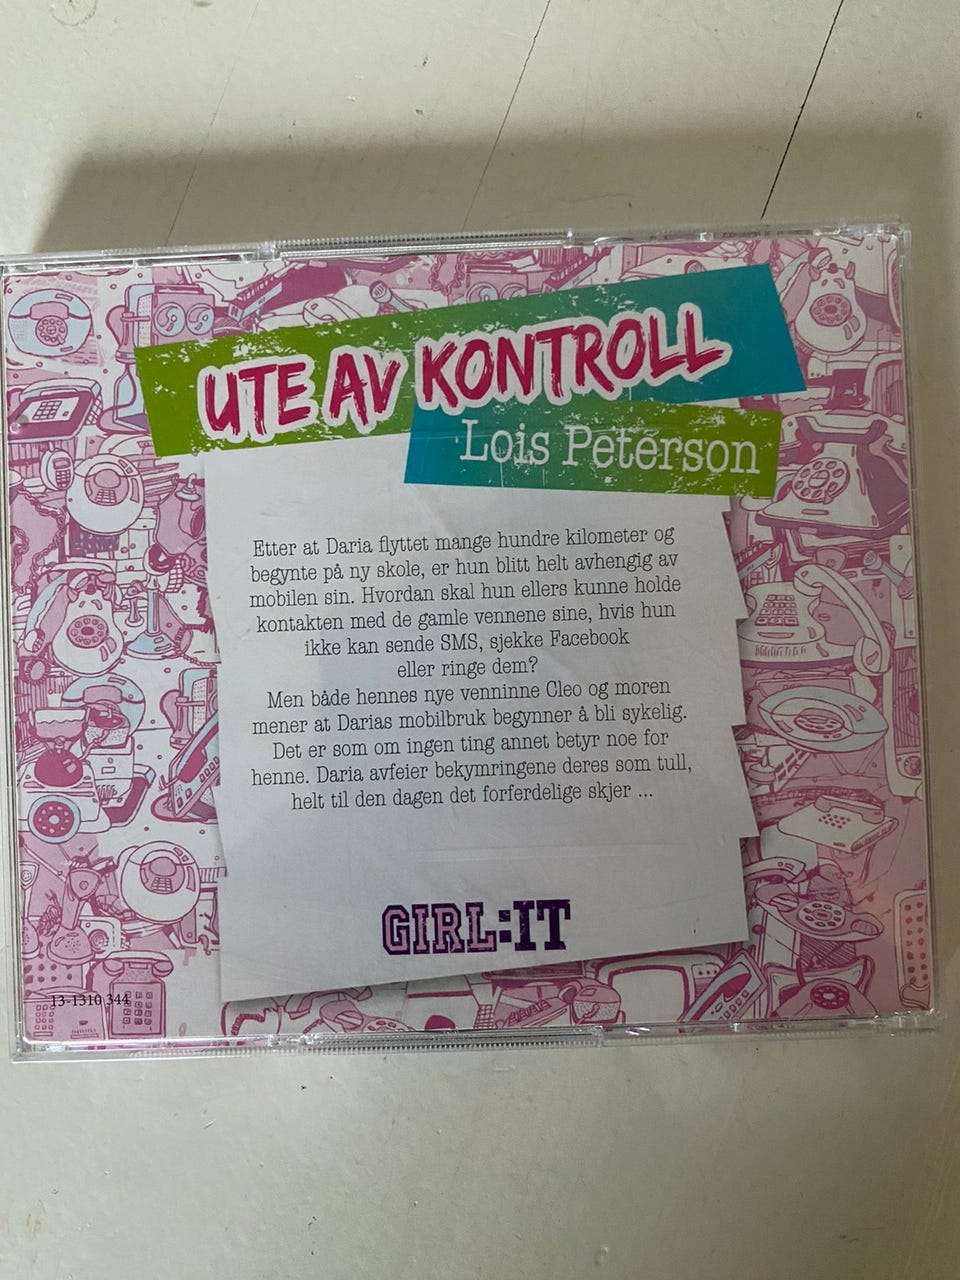 UTE AV KONTROLL
Lois Peterson
Etter at Daria flyttet mange hundre kilometer og
begynte på ny skole, er hun blitt helt avhengig av
mobilen sin. Hvordan skal hun ellers kunne holde
kontakten med de gamle vennene sine, hvis hun
ikke kan sende SMS, sjekke Facebook
eller ringe dem?
Men både hennes nye venninne Cleo og moren
mener at Darias mobilbruk begynner å bli sykelig.
Det er som om ingen ting annet betyr noe for
henne. Daria avfeier bekymringene deres som tull,
helt til den dagen det forferdelige skjer ...
GIRL:IT
13-1310 344